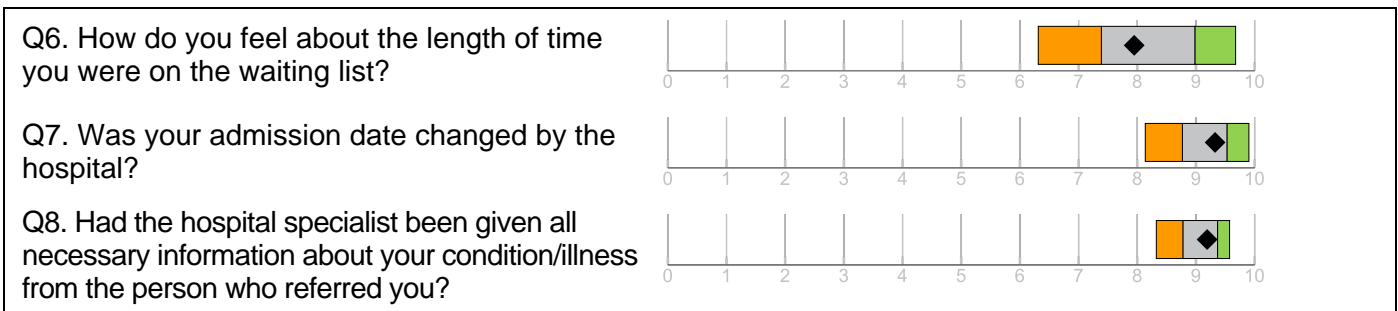 Q6. How do you feel about the length of time
you were on the waiting list?
0 1 2 3 4 5 6 7 8 9 10
Q7. Was your admission date changed by the
hospital?
0 1 2 3 4 5 6 7 8 9 10
Q8. Had the hospital specialist been given all
necessary information about your condition/illness
from the person who referred you?
0 1 2 3 4 5 6 7 8 9 10